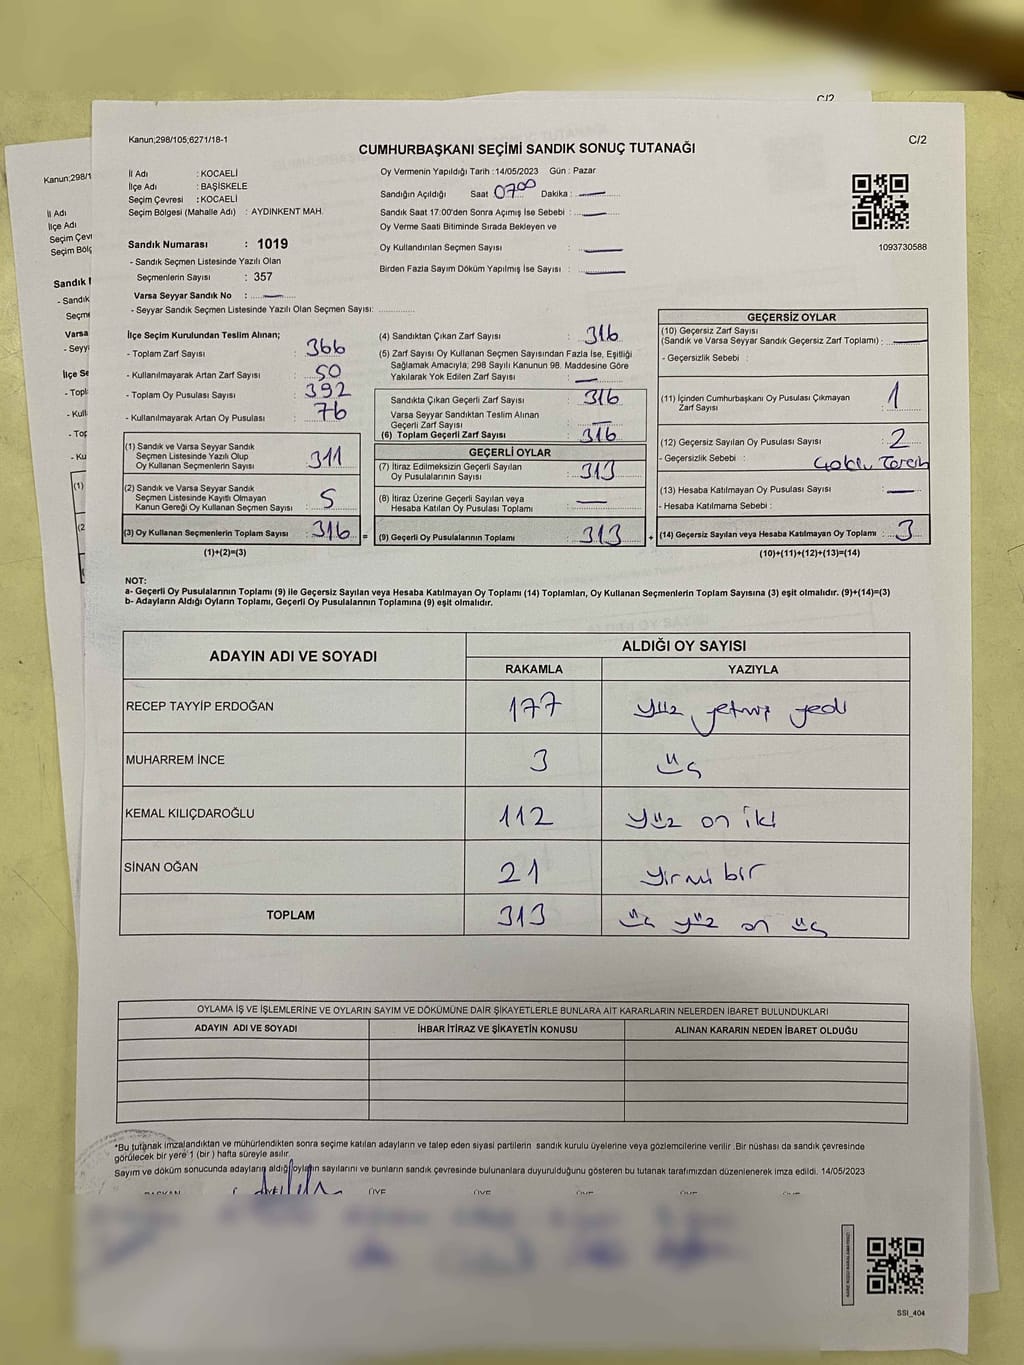 C/2
Kanun;298/105;6271/18-1
C/2
CUMHURBAŞKANI SEÇİMİ SANDIK SONUÇ TUTANAĞI
İl Adı : KOCAELİ
İlçe Adı : BAŞİSKELE
Seçim Çevresi : KOCAELİ
Seçim Bölgesi (Mahalle Adı) : AYDINKENT MAH.
Sandık Numarası : 1019
- Sandık Seçmen Listesinde Yazılı Olan
Seçmenlerin Sayısı : 357
Varsa Seyyar Sandık No :
- Seyyar Sandık Seçmen Listesinde Yazılı Olan Seçmen Sayısı:
Oy Vermenin Yapıldığı Tarih :14/05/2023 Gün : Pazar
Sandığın Açıldığı Saat 0700 Dakika :
Sandık Saat 17:00'den Sonra Açımış İse Sebebi :
Oy Verme Saati Bitiminde Sırada Bekleyen ve
Oy Kullandırılan Seçmen Sayısı :
Birden Fazla Sayım Döküm Yapılmış İse Sayısı :
1093730588
İlçe Seçim Kurulundan Teslim Alınan;
- Toplam Zarf Sayısı : 366
- Kullanılmayarak Artan Zarf Sayısı : 50
- Toplam Oy Pusulası Sayısı : 392
- Kullanılmayarak Artan Oy Pusulası : 76
(1) Sandık ve Varsa Seyyar Sandık
Seçmen Listesinde Yazılı Olup
Oy Kullanan Seçmenlerin Sayısı : 311
(2) Sandık ve Varsa Seyyar Sandık
Seçmen Listesinde Kayıtlı Olmayan
Kanun Gereği Oy Kullanan Seçmen Sayısı : 5
(3) Oy Kullanan Seçmenlerin Toplam Sayısı : 316
(1)+(2)=(3)
(4) Sandıktan Çıkan Zarf Sayısı : 316
(5) Zarf Sayısı Oy Kullanan Seçmen Sayısından Fazla İse, Eşitliği
Sağlamak Amacıyla; 298 Sayılı Kanunun 98. Maddesine Göre
Yakılarak Yok Edilen Zarf Sayısı :
Sandıkta Çıkan Geçerli Zarf Sayısı : 316
Varsa Seyyar Sandıktan Teslim Alınan
Geçerli Zarf Sayısı :
(6) Toplam Geçerli Zarf Sayısı : 316
GEÇERLİ OYLAR
(7) İtiraz Edilmeksizin Geçerli Sayılan
Oy Pusulalarının Sayısı : 313
(8) İtiraz Üzerine Geçerli Sayılan veya
Hesaba Katılan Oy Pusulası Toplamı :
= (9) Geçerli Oy Pusulalarının Toplamı : 313
GEÇERSİZ OYLAR
(10) Geçersiz Zarf Sayısı
(Sandık ve Varsa Seyyar Sandık Geçersiz Zarf Toplamı) :
- Geçersizlik Sebebi :
(11) İçinden Cumhurbaşkanı Oy Pusulası Çıkmayan
Zarf Sayısı : 1
(12) Geçersiz Sayılan Oy Pusulası Sayısı : 2
- Geçersizlik Sebebi : Çoklu Tercih
(13) Hesaba Katılmayan Oy Pusulası Sayısı :
- Hesaba Katılmama Sebebi :
+ (14) Geçersiz Sayılan veya Hesaba Katılmayan Oy Toplamı : 3
(10)+(11)+(12)+(13)=(14)
NOT:
a- Geçerli Oy Pusulalarının Toplamı (9) ile Geçersiz Sayılan veya Hesaba Katılmayan Oy Toplamı (14) Toplamları, Oy Kullanan Seçmenlerin Toplam Sayısına (3) eşit olmalıdır. (9)+(14)=(3)
b- Adayların Aldığı Oyların Toplamı, Geçerli Oy Pusulalarının Toplamına (9) eşit olmalıdır.
ADAYIN ADI VE SOYADI
ALDIĞI OY SAYISI
RAKAMLA YAZIYLA
RECEP TAYYİP ERDOĞAN 177 yüz yetmiş yedi
MUHARREM İNCE 3 üç
KEMAL KILIÇDAROĞLU 112 yüz on iki
SİNAN OĞAN 21 yirmi bir
TOPLAM 313 üç yüz on üç
OYLAMA İŞ VE İŞLEMLERİNE VE OYLARIN SAYIM VE DÖKÜMÜNE DAİR ŞİKAYETLERLE BUNLARA AİT KARARLARIN NELERDEN İBARET BULUNDUKLARI
ADAYIN ADI VE SOYADI İHBAR İTİRAZ VE ŞİKAYETİN KONUSU ALINAN KARARIN NEDEN İBARET OLDUĞU
*Bu tutanak imzalandıktan ve mühürlendikten sonra seçime katılan adayların ve talep eden siyasi partilerin sandık kurulu üyelerine veya gözlemcilerine verilir .Bir nüshası da sandık çevresinde
görülecek bir yere 1 (bir ) hafta süreyle asılır.
Sayım ve döküm sonucunda adayların aldığı oyların sayılarını ve bunların sandık çevresinde bulunanlara duyurulduğunu gösteren bu tutanak tarafımızdan düzenlenerek imza edildi. 14/05/2023
SSI_404